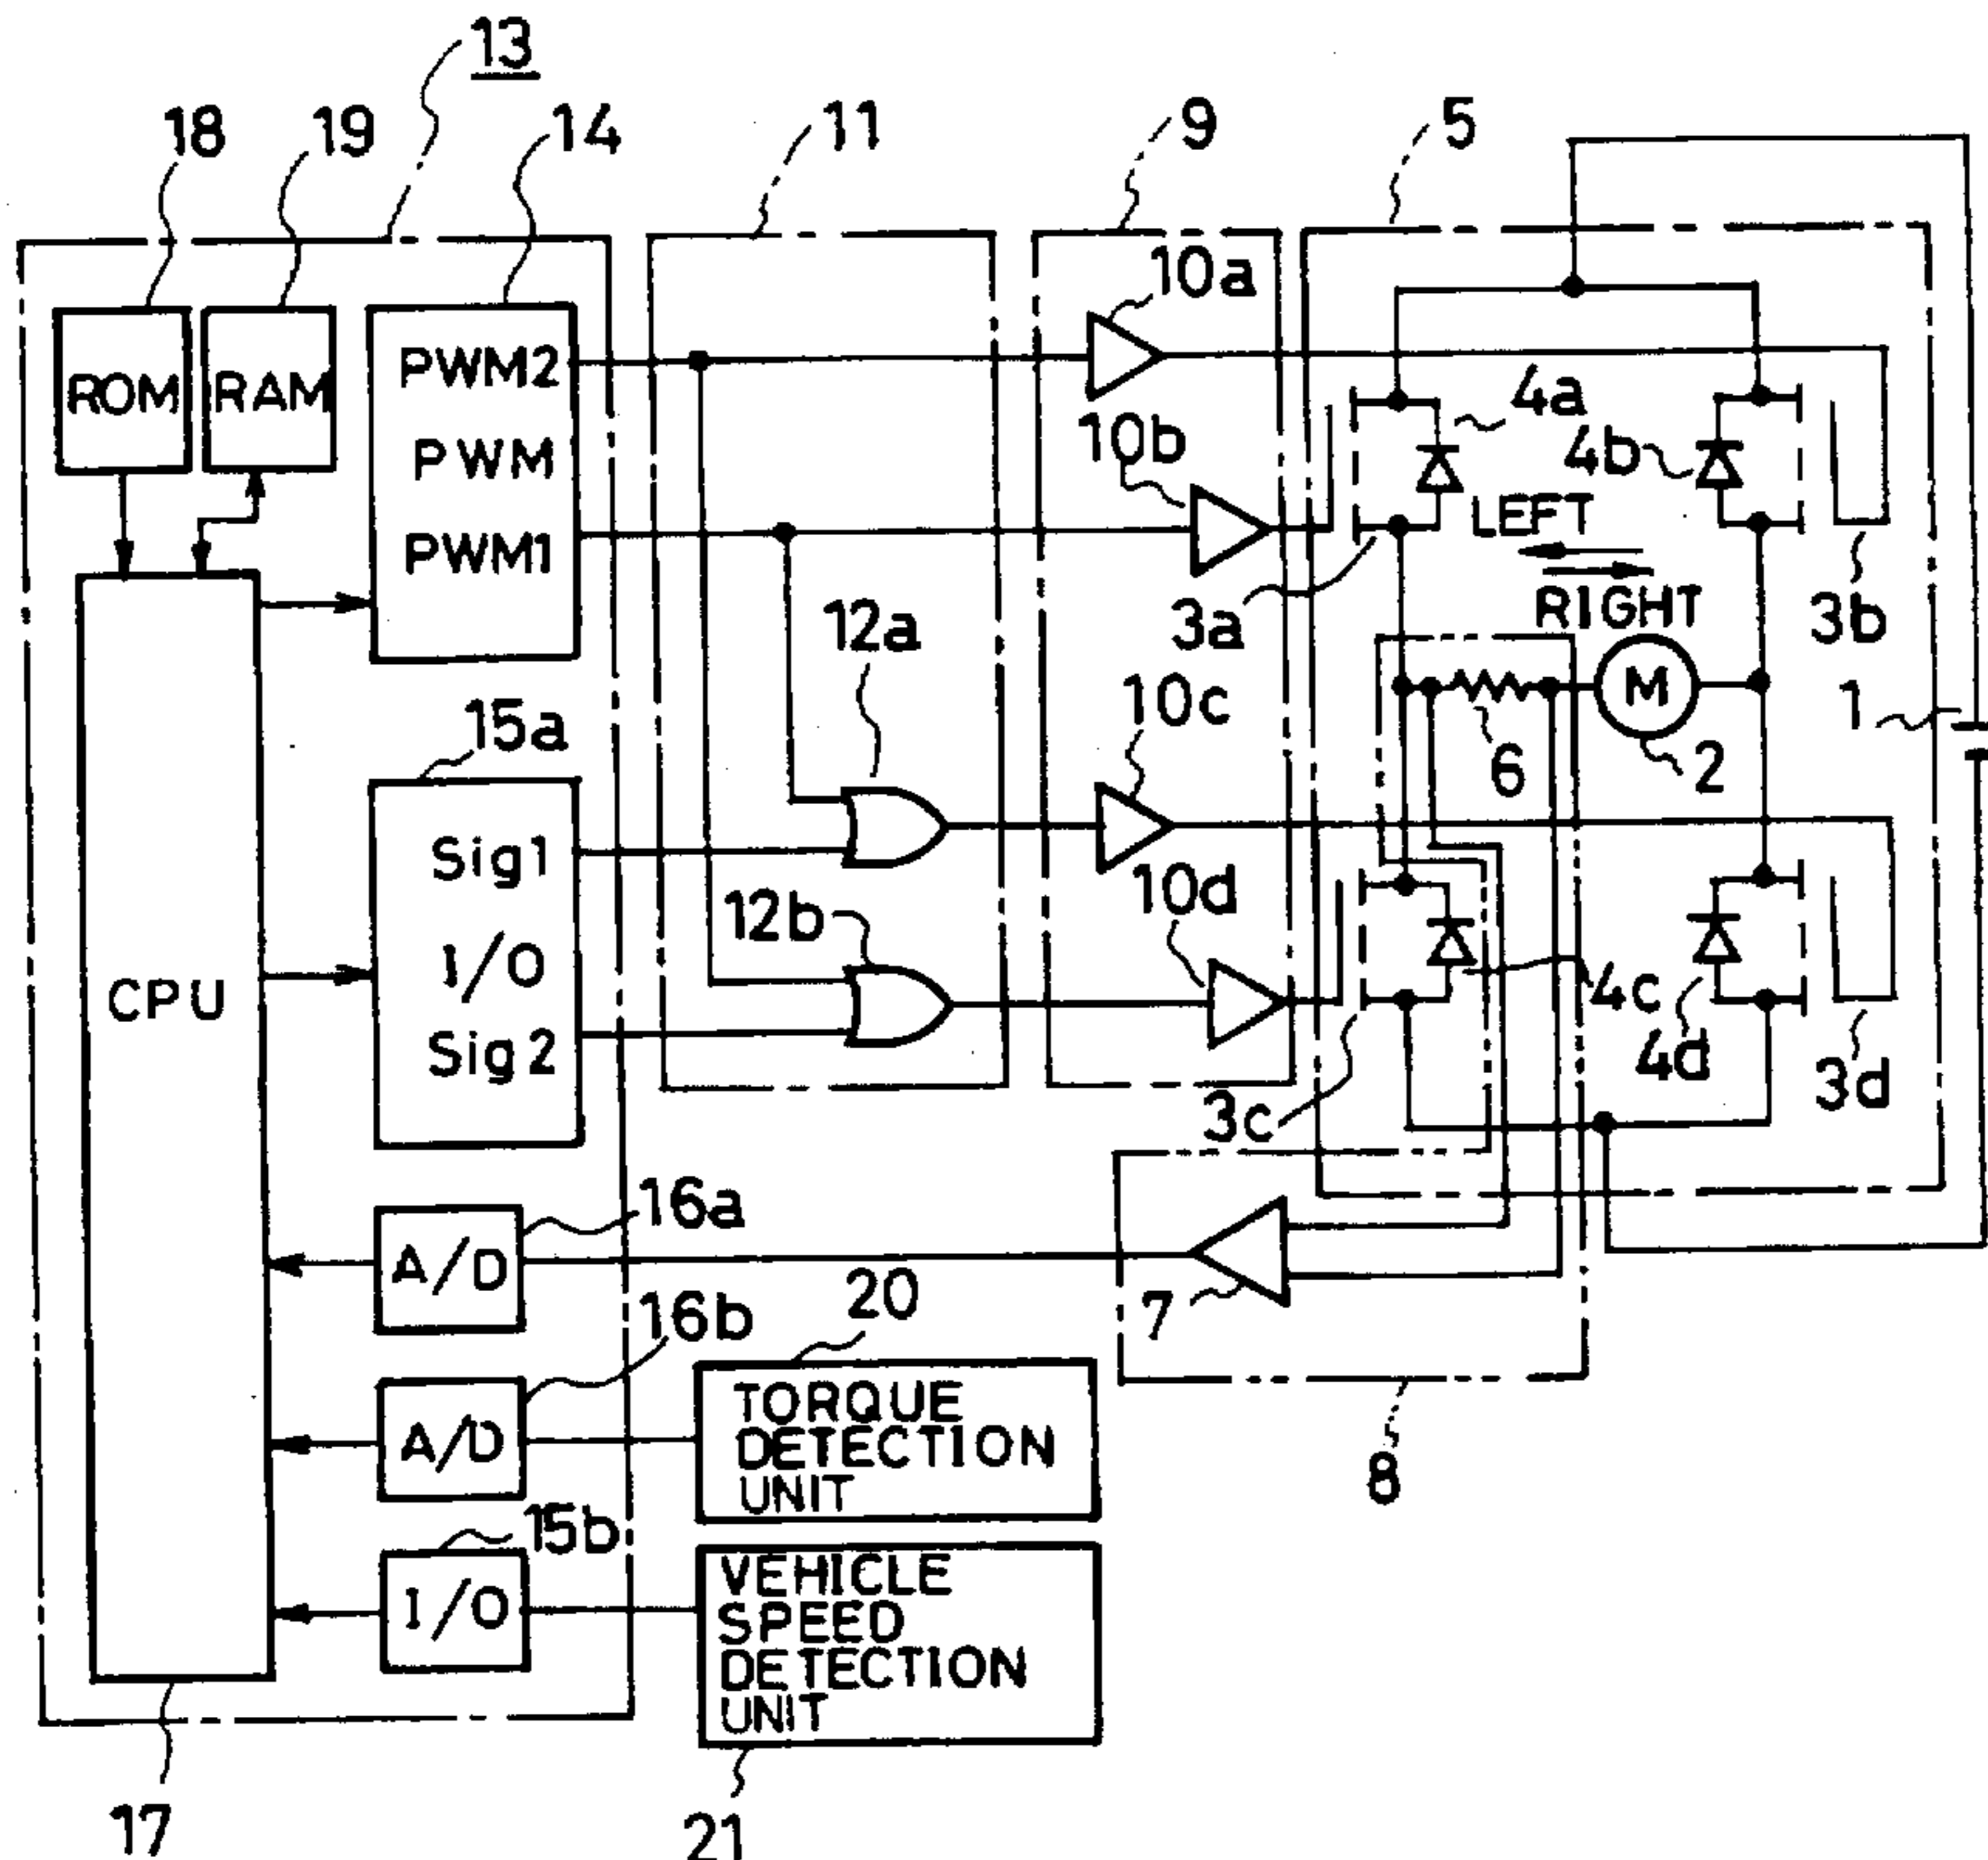 13
18
19
14
11
9
5
10a
ROM
RAM
PWM2
PWM
PWM1
10b
4a
4b
LEFT
RIGHT
3a
3b
12a
10c
1
M
6
2
15a
Sig1
I/O
Sig2
CPU
12b
10d
4c
4d
3c
3d
16a
A/D
7
20
16b
A/D
TORQUE
DETECTION
UNIT
8
15b
I/O
VEHICLE
SPEED
DETECTION
UNIT
17
21